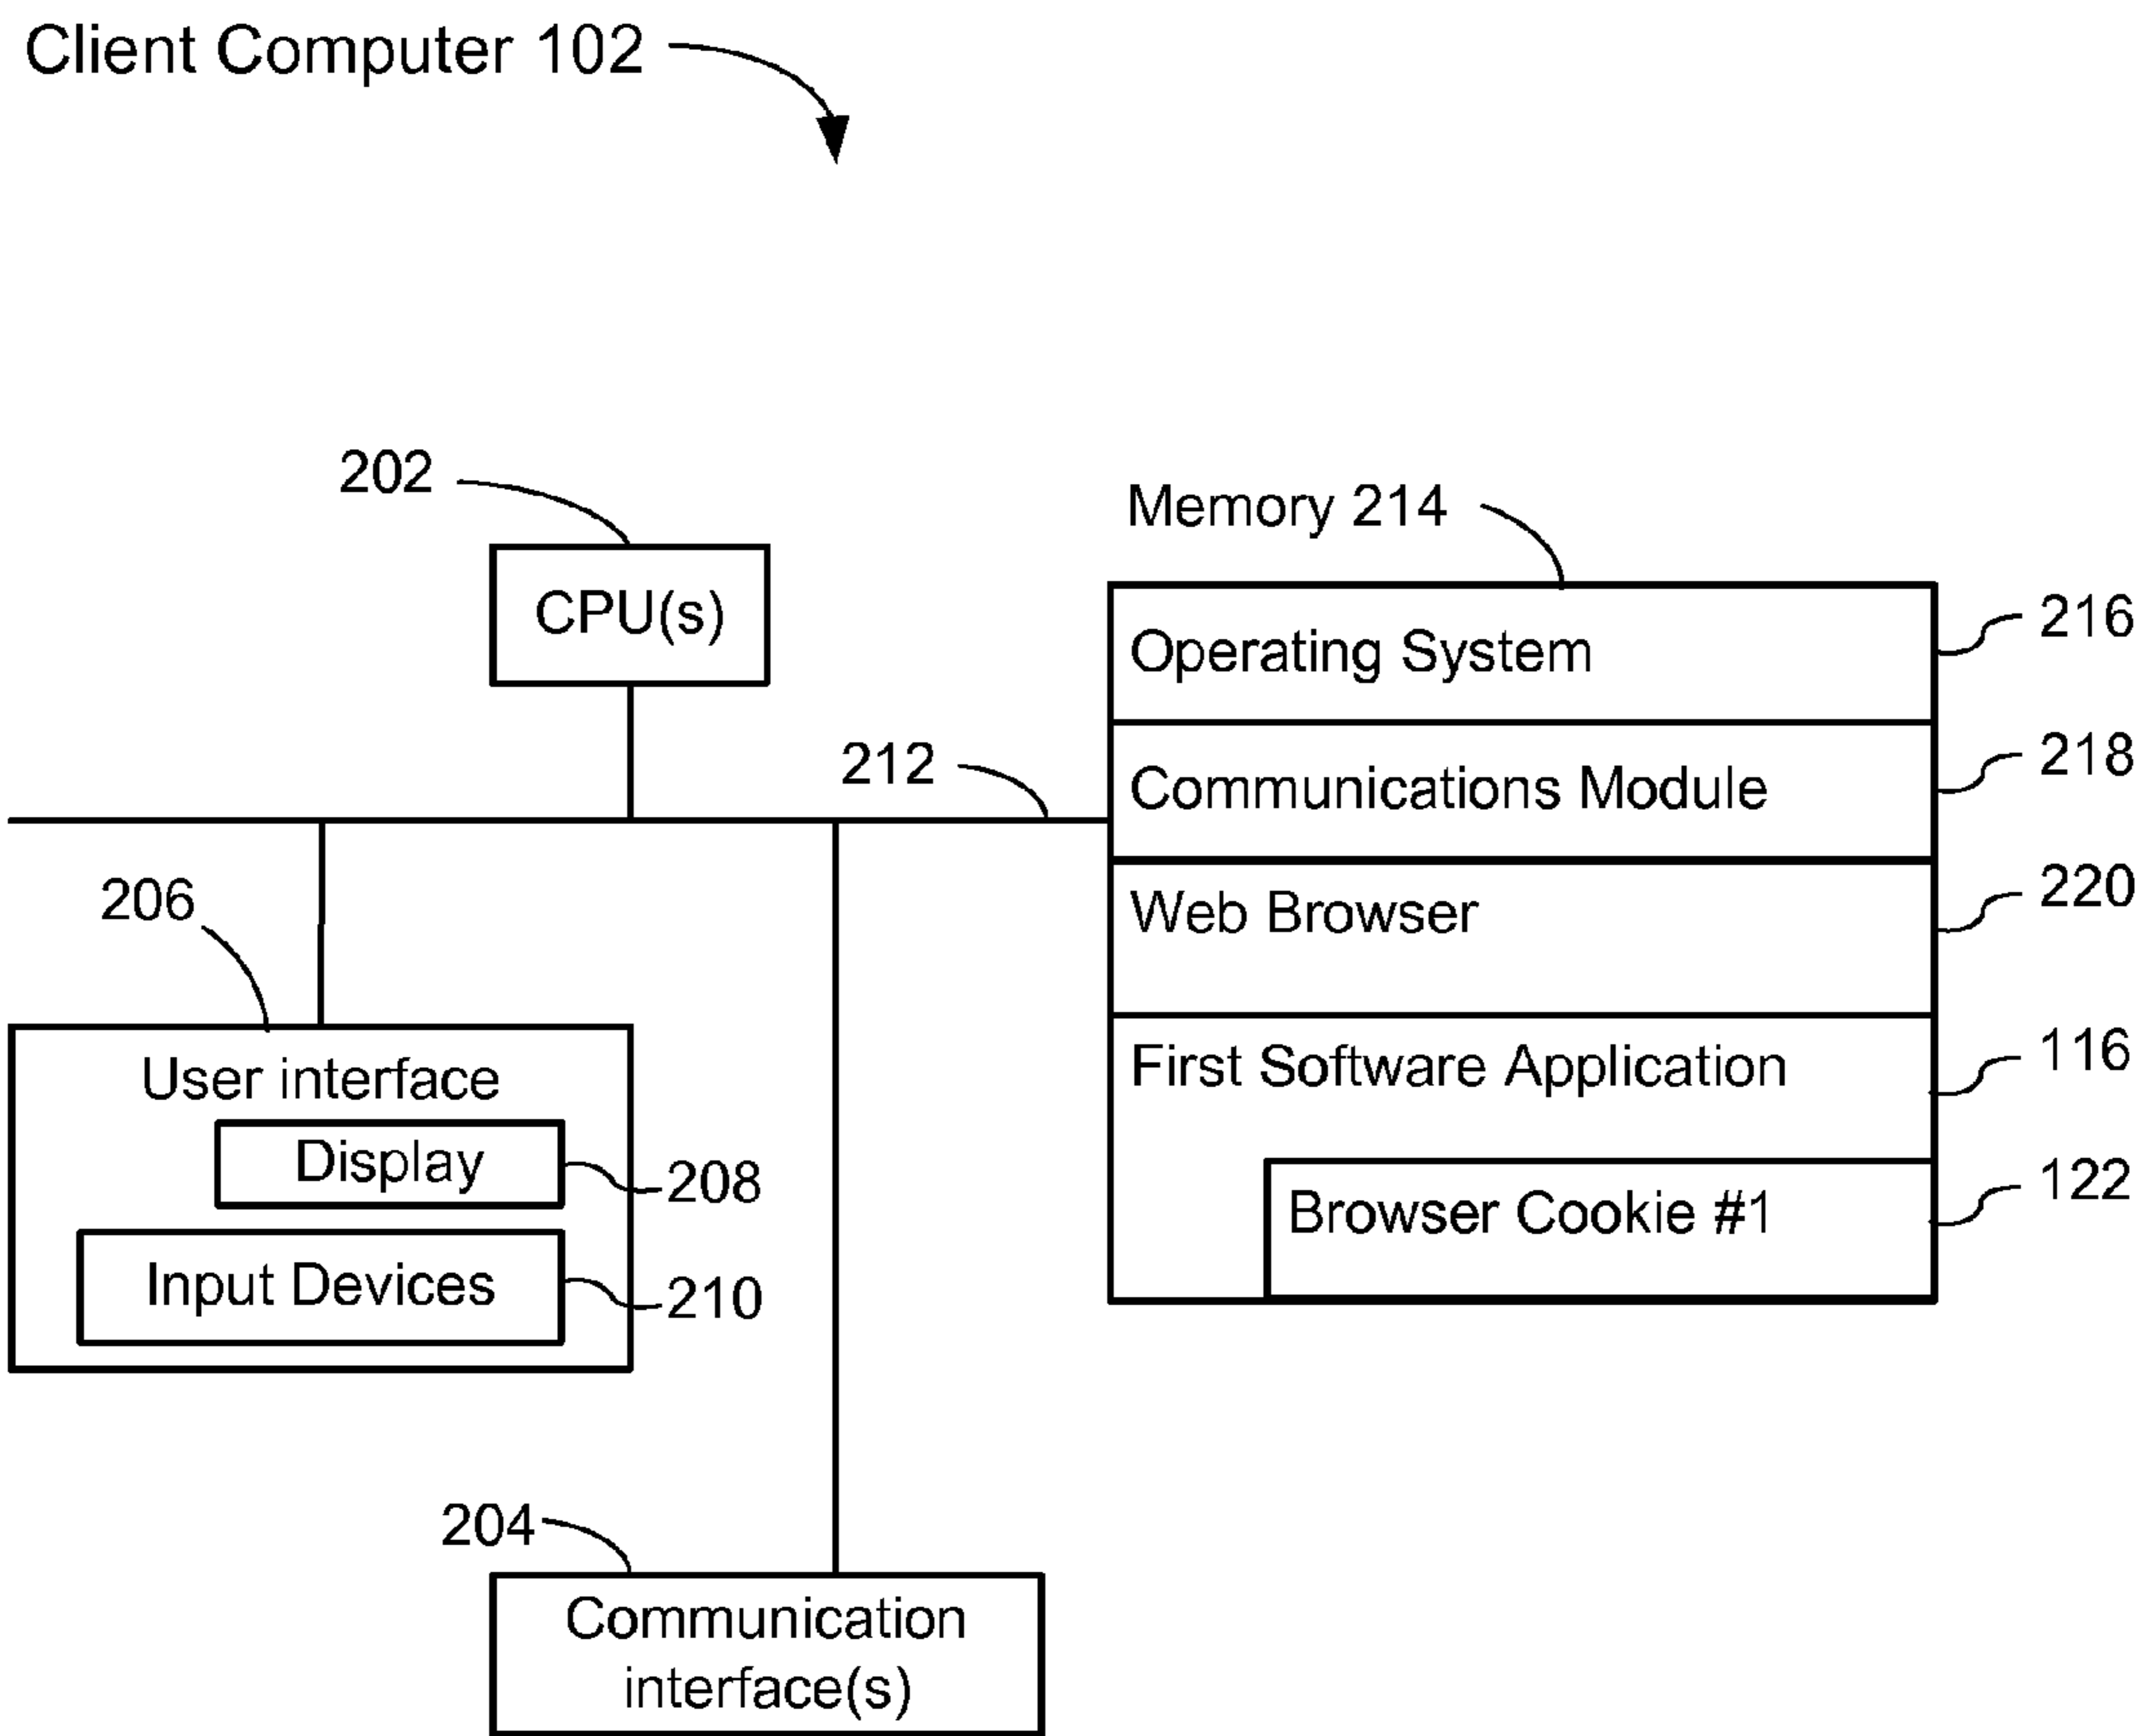 Client Computer 102
202
CPU(s)
Memory 214
Operating System
216
Communications Module
218
212
Web Browser
220
206
First Software Application
116
User interface
Display
208
Browser Cookie #1
122
Input Devices
210
204
Communication
interface(s)